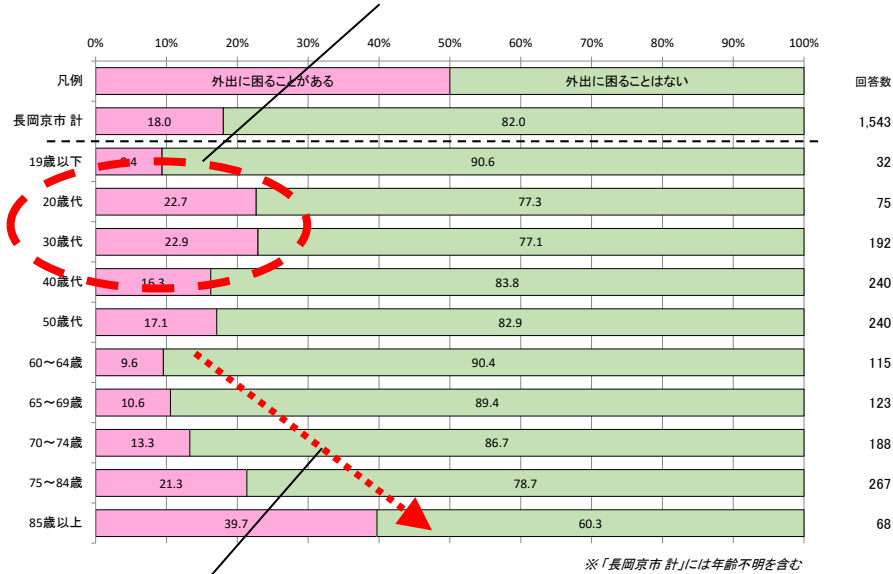 0% 10% 20% 30% 40% 50% 60% 70% 80% 90% 100%
凡例 外出に困ることがある 外出に困ることはない 回答数
長岡京市 計 18.0 82.0 1,543
19歳以下 9.4 90.6 32
20歳代 22.7 77.3 75
30歳代 22.9 77.1 192
40歳代 16.3 83.8 240
50歳代 17.1 82.9 240
60～64歳 9.6 90.4 115
65～69歳 10.6 89.4 123
70～74歳 13.3 86.7 188
75～84歳 21.3 78.7 267
85歳以上 39.7 60.3 68
※「長岡京市 計」には年齢不明を含む